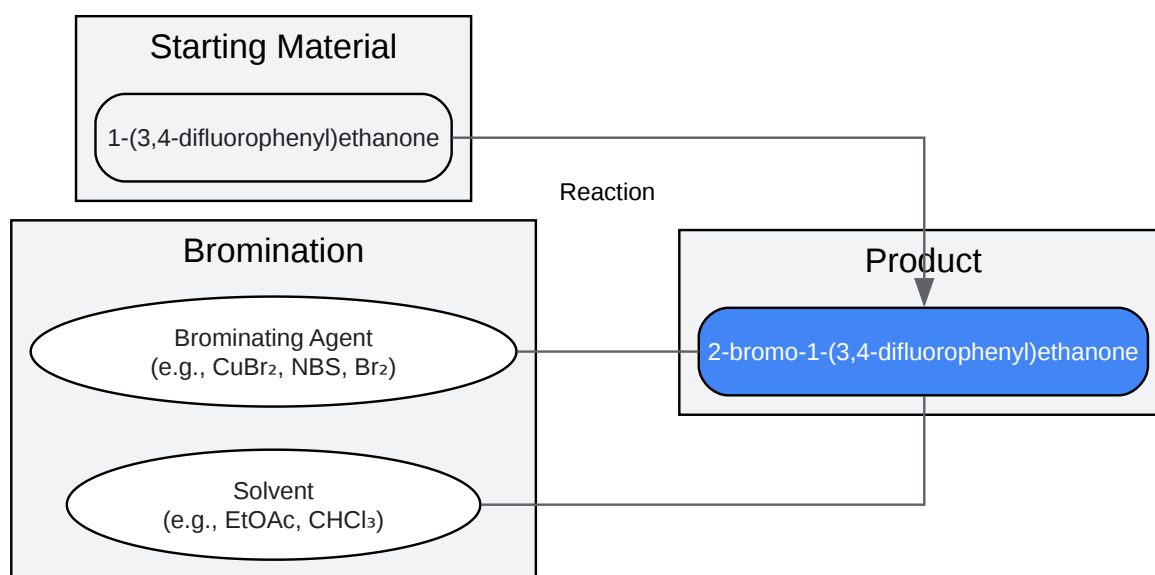 Starting Material
1-(3,4-difluorophenyl)ethanone
Reaction
Bromination
Brominating Agent
(e.g., CuBr₂, NBS, Br₂)
Solvent
(e.g., EtOAc, CHCl₃)
Product
2-bromo-1-(3,4-difluorophenyl)ethanone